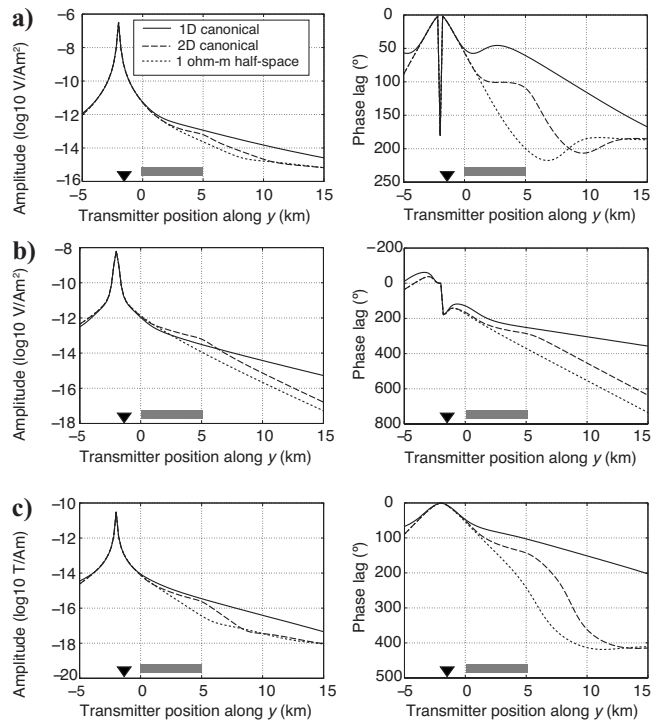 a)
Amplitude (log10 V/Am²)
−6
−8
−10
−12
−14
−16
1D canonical
2D canonical
1 ohm-m half-space
−5 0 5 10 15
Transmitter position along y (km)
Phase lag (°)
0
50
100
150
200
250
−5 0 5 10 15
Transmitter position along y (km)
b)
Amplitude (log10 V/Am²)
−8
−10
−12
−14
−16
−18
−5 0 5 10 15
Transmitter position along y (km)
Phase lag (°)
−200
0
200
400
600
800
−5 0 5 10 15
Transmitter position along y (km)
c)
Amplitude (log10 T/Am)
−10
−12
−14
−16
−18
−20
−5 0 5 10 15
Transmitter position along y (km)
Phase lag (°)
0
100
200
300
400
500
−5 0 5 10 15
Transmitter position along y (km)